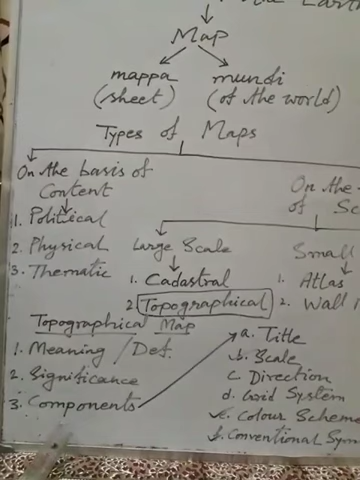 Map
mappa mundi
(sheet) (of the world)
Types of Maps
On the basis of
Content
1. Political
2. Physical
3. Thematic
On the
of Sc
Large Scale
1. Cadastral
2. Topographical
Small
1. Atlas
2. Wall
Topographical Map
1. Meaning / Def.
2. Significance
3. Components
a. Title
b. Scale
c. Direction
d. Grid System
e. Colour Scheme
f. Conventional Sym